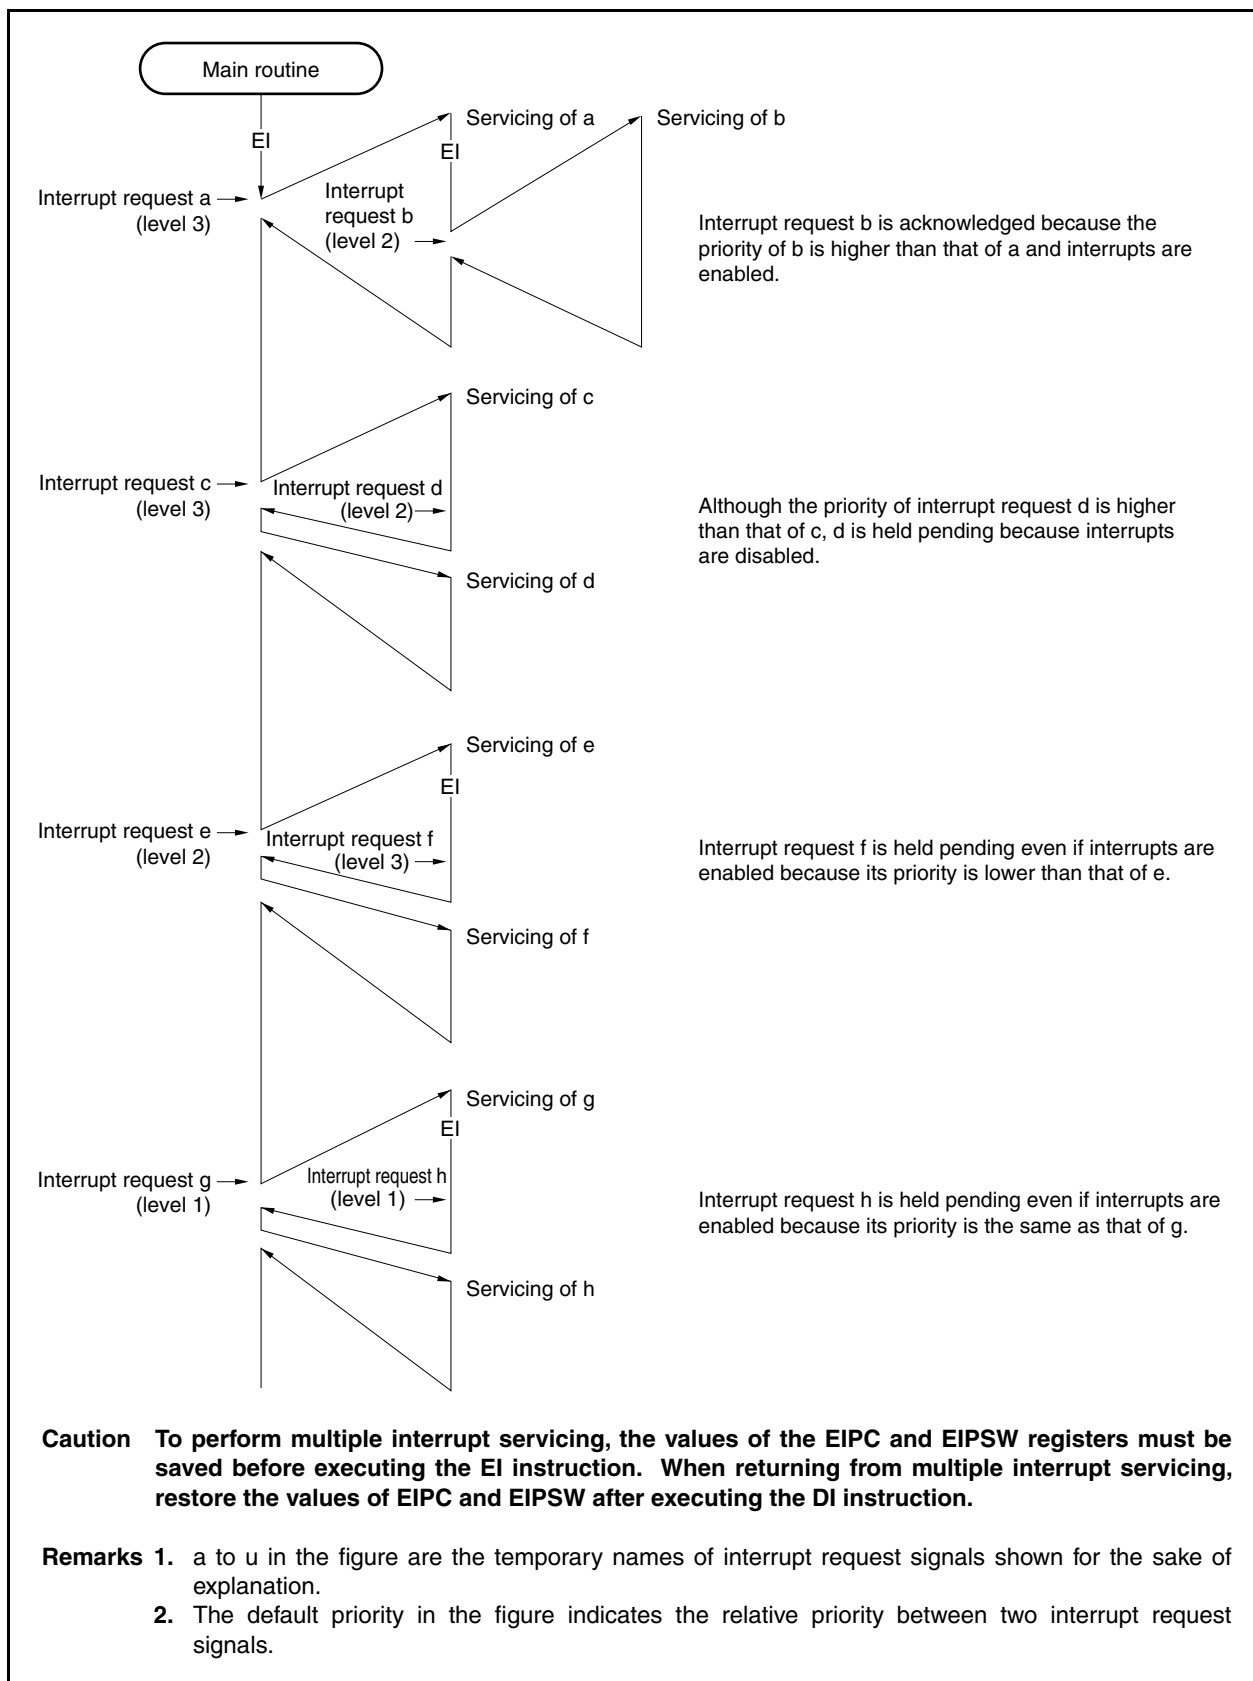 Main routine
EI
Servicing of a
Servicing of b
EI
Interrupt request a
(level 3)
Interrupt
request b
(level 2)
Interrupt request b is acknowledged because the
priority of b is higher than that of a and interrupts are
enabled.
Servicing of c
Interrupt request c
(level 3)
Interrupt request d
(level 2)
Although the priority of interrupt request d is higher
than that of c, d is held pending because interrupts
are disabled.
Servicing of d
Servicing of e
EI
Interrupt request e
(level 2)
Interrupt request f
(level 3)
Interrupt request f is held pending even if interrupts are
enabled because its priority is lower than that of e.
Servicing of f
Servicing of g
EI
Interrupt request g
(level 1)
Interrupt request h
(level 1)
Interrupt request h is held pending even if interrupts are
enabled because its priority is the same as that of g.
Servicing of h
Caution To perform multiple interrupt servicing, the values of the EIPC and EIPSW registers must be
saved before executing the EI instruction. When returning from multiple interrupt servicing,
restore the values of EIPC and EIPSW after executing the DI instruction.
Remarks 1. a to u in the figure are the temporary names of interrupt request signals shown for the sake of
explanation.
2. The default priority in the figure indicates the relative priority between two interrupt request
signals.